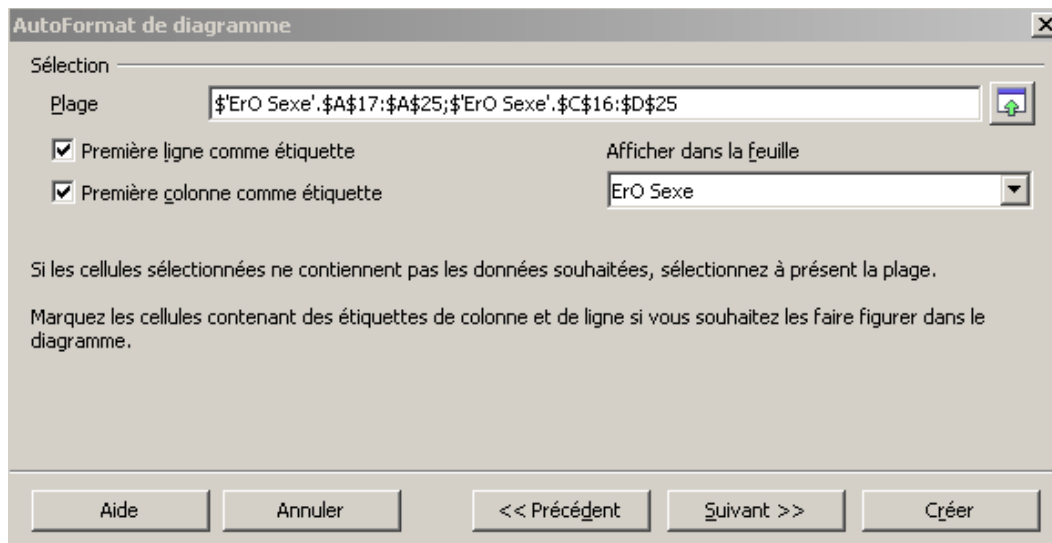 AutoFormat de diagramme
Sélection
Plage
$'ErO Sexe'.$A$17:$A$25;$'ErO Sexe'.$C$16:$D$25
Première ligne comme étiquette
Afficher dans la feuille
Première colonne comme étiquette
ErO Sexe
Si les cellules sélectionnées ne contiennent pas les données souhaitées, sélectionnez à présent la plage.
Marquez les cellules contenant des étiquettes de colonne et de ligne si vous souhaitez les faire figurer dans le
diagramme.
Aide
Annuler
<< Précédent
Suivant >>
Créer